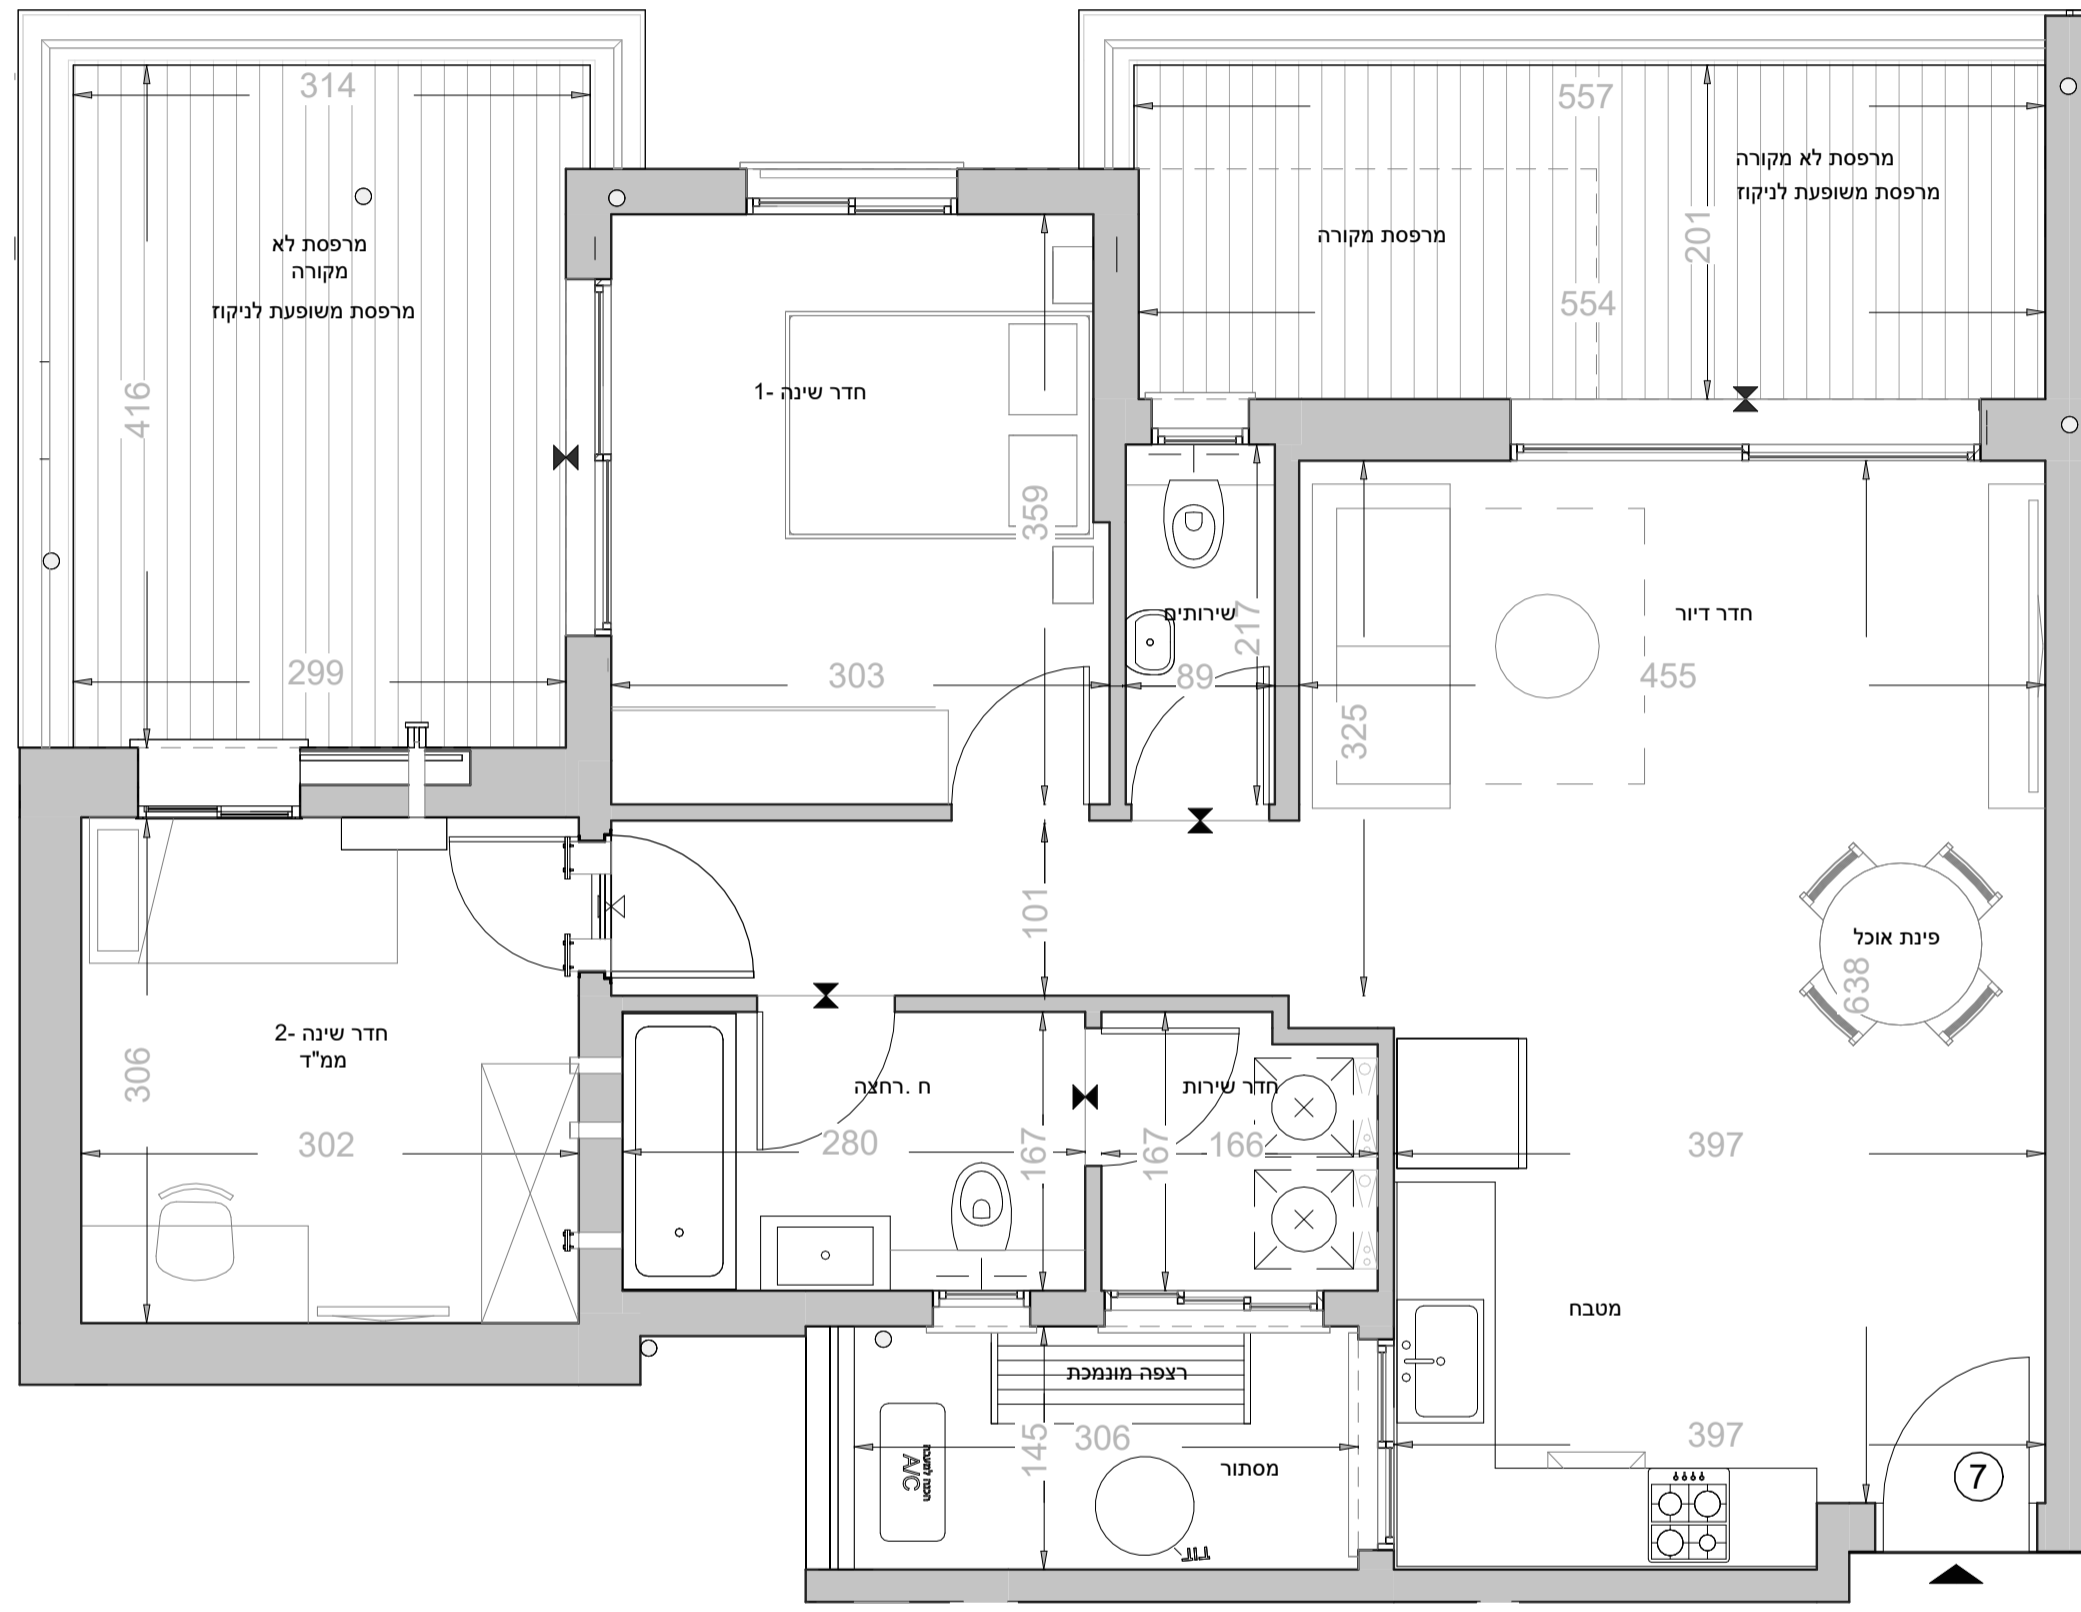 314
557
מרפסת לא מקורה
מרפסת משופעת לניקוז
מרפסת מקורה
201
554
מרפסת לא
מקורה
מרפסת משופעת לניקוז
416
299
חדר שינה -1
359
303
שירותים
217
89
חדר דיור
455
325
101
פינת אוכל
638
חדר שינה -2
ממ"ד
306
302
ח .רחצה
280
167
חדר שירות
167
166
397
מטבח
רצפה מונמכת
145
306
מסתור
הכנה למעבה
A/C
דוד
397
7